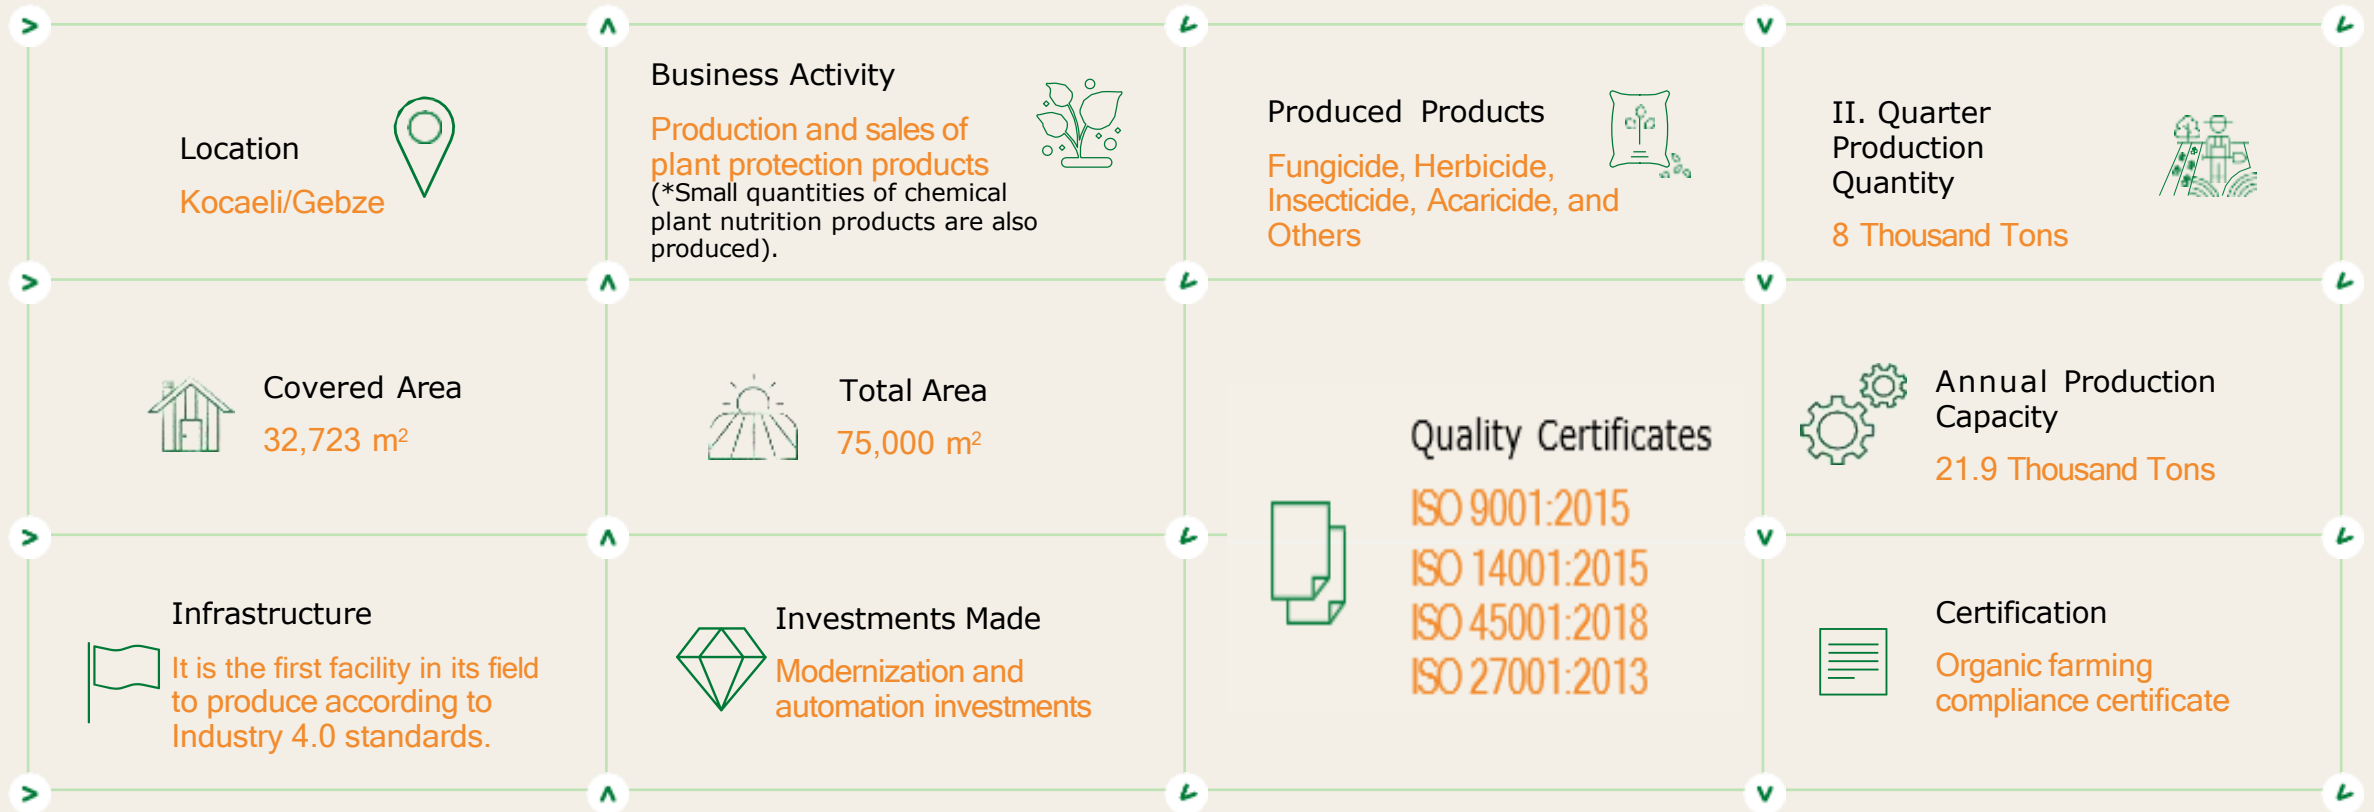 Location
Kocaeli/Gebze
Business Activity
Production and sales of
plant protection products
(*Small quantities of chemical
plant nutrition products are also
produced).
Produced Products
Fungicide, Herbicide,
Insecticide, Acaricide, and
Others
II. Quarter
Production
Quantity
8 Thousand Tons
Covered Area
32,723 m²
Total Area
75,000 m²
Quality Certificates
ISO 9001:2015
ISO 14001:2015
ISO 45001:2018
ISO 27001:2013
Annual Production
Capacity
21.9 Thousand Tons
Infrastructure
It is the first facility in its field
to produce according to
Industry 4.0 standards.
Investments Made
Modernization and
automation investments
Certification
Organic farming
compliance certificate